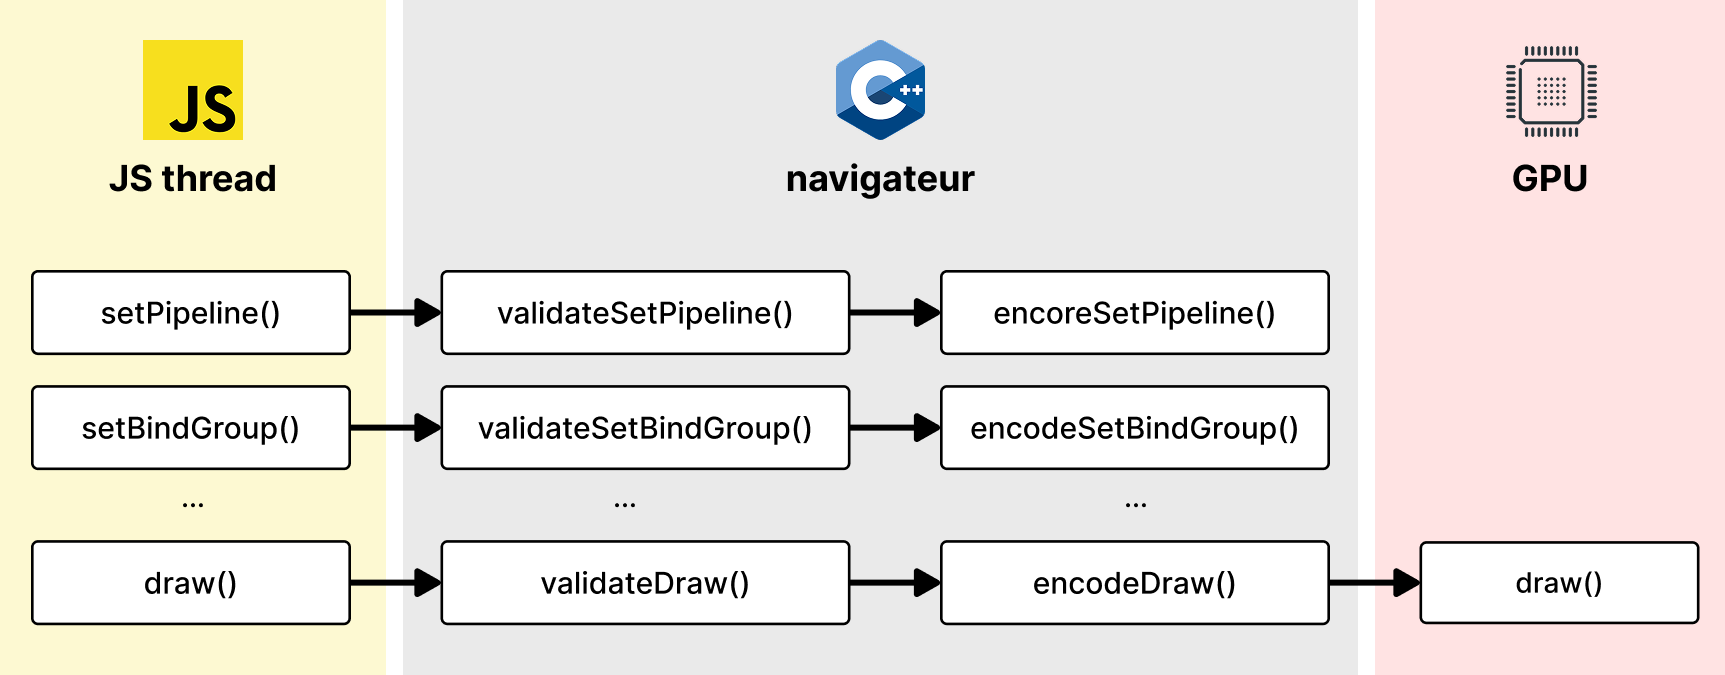 JS
JS thread
C++
navigateur
GPU
setPipeline()
validateSetPipeline()
encoreSetPipeline()
setBindGroup()
validateSetBindGroup()
encodeSetBindGroup()
...
...
...
draw()
validateDraw()
encodeDraw()
draw()